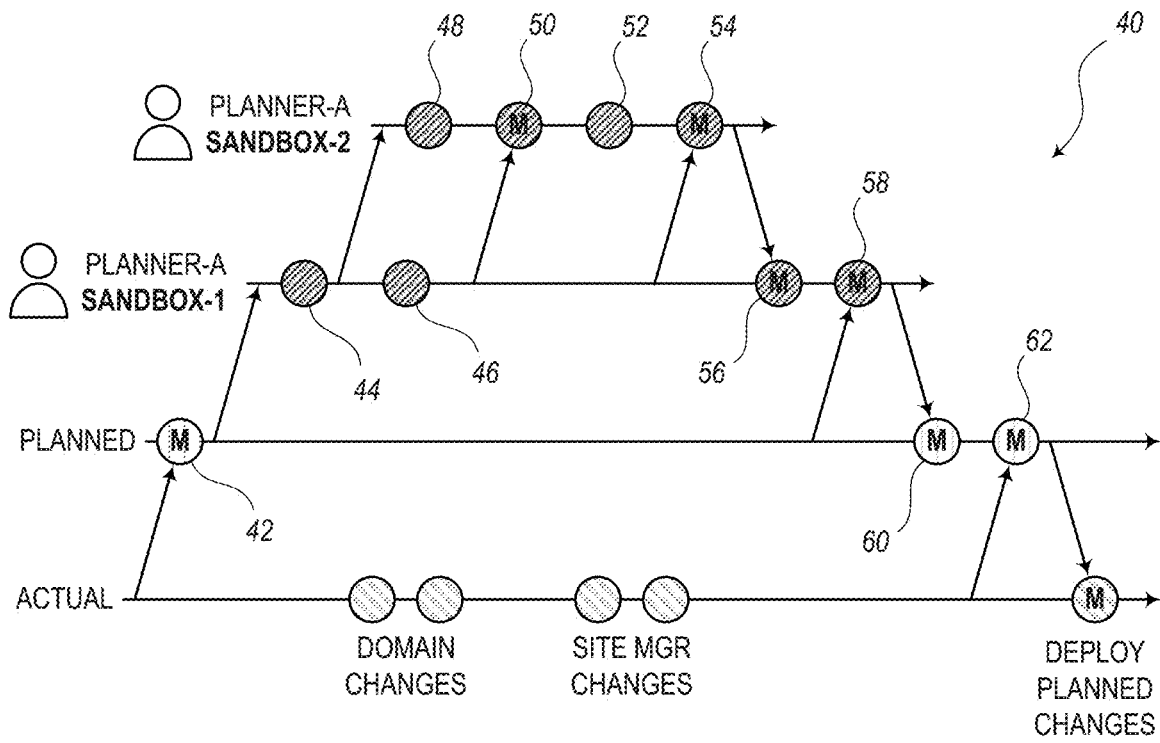 48 50 52 54 40
PLANNER-A
SANDBOX-2
M M
58
PLANNER-A
SANDBOX-1
M M
44 46 56 62
PLANNED M M M
42 60
ACTUAL M
DOMAIN
CHANGES
SITE MGR
CHANGES
DEPLOY
PLANNED
CHANGES